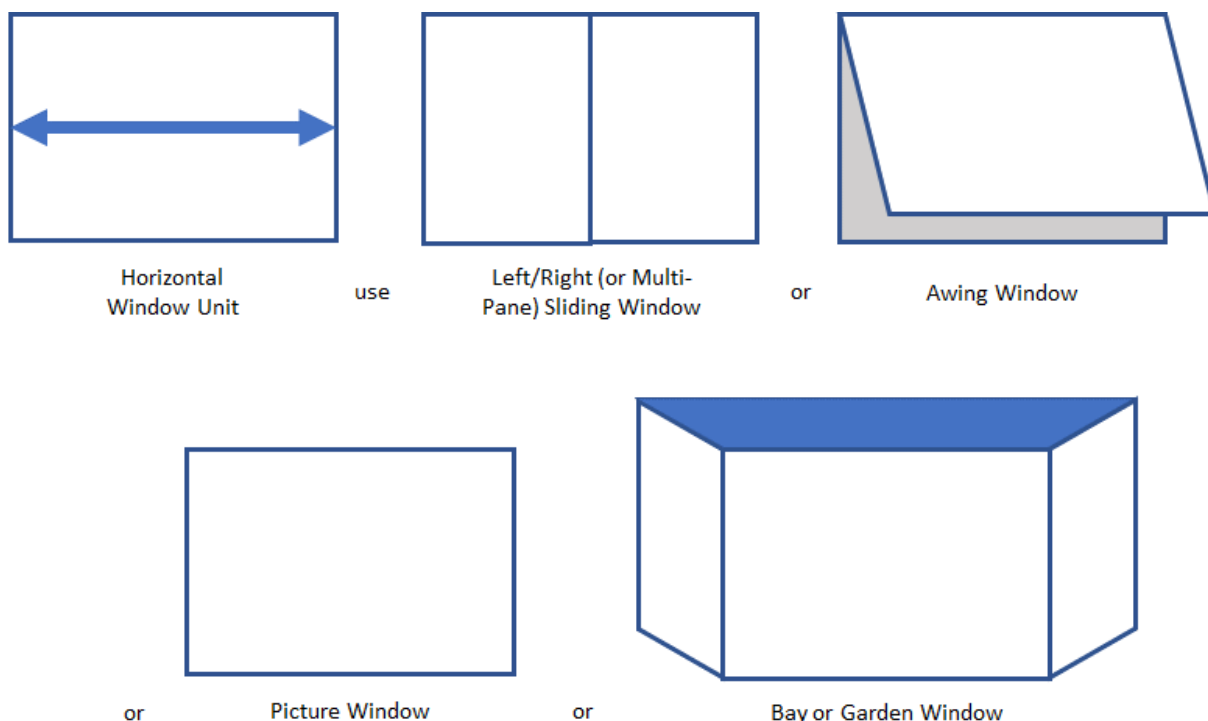 Horizontal
Window Unit
use
Left/Right (or Multi-
Pane) Sliding Window
or
Awing Window
or
Picture Window
or
Bay or Garden Window